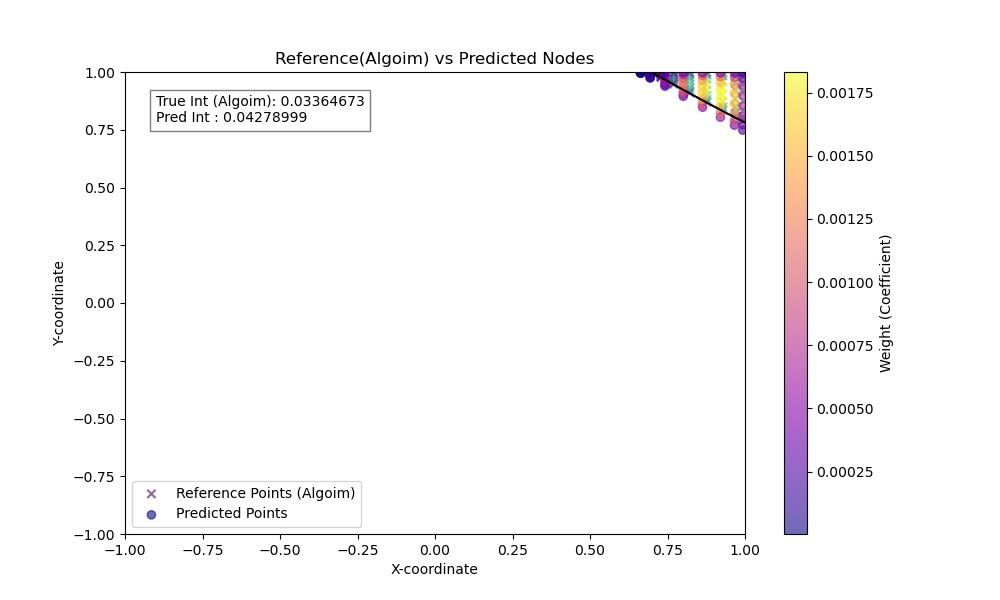 Reference(Algoim) vs Predicted Nodes
True Int (Algoim): 0.03364673
Pred Int : 0.04278999
1.00
0.75
0.50
0.25
0.00
−0.25
−0.50
−0.75
−1.00
Y-coordinate
Reference Points (Algoim)
Predicted Points
−1.00 −0.75 −0.50 −0.25 0.00 0.25 0.50 0.75 1.00
X-coordinate
0.00175
0.00150
0.00125
0.00100
0.00075
0.00050
0.00025
Weight (Coefficient)